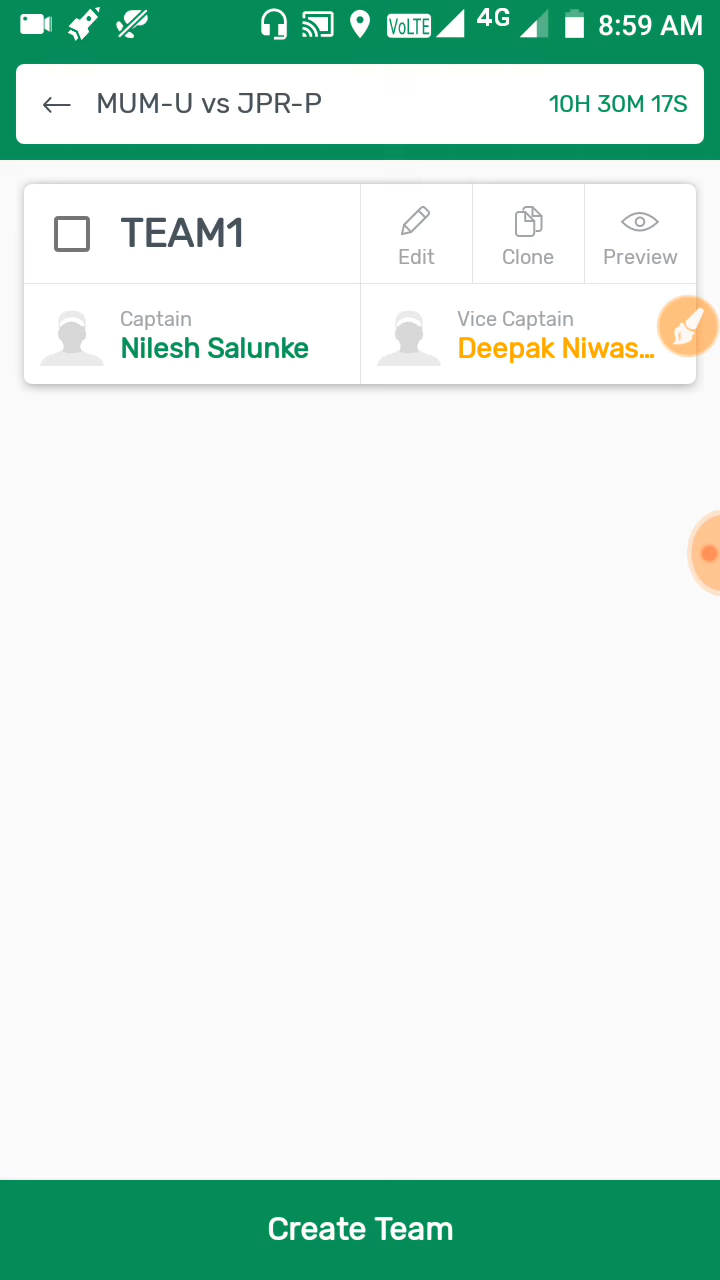 VoLTE 4G 8:59 AM
MUM-U vs JPR-P 10H 30M 17S
TEAM1 Edit Clone Preview
Captain Vice Captain
Nilesh Salunke Deepak Niwas...
Create Team